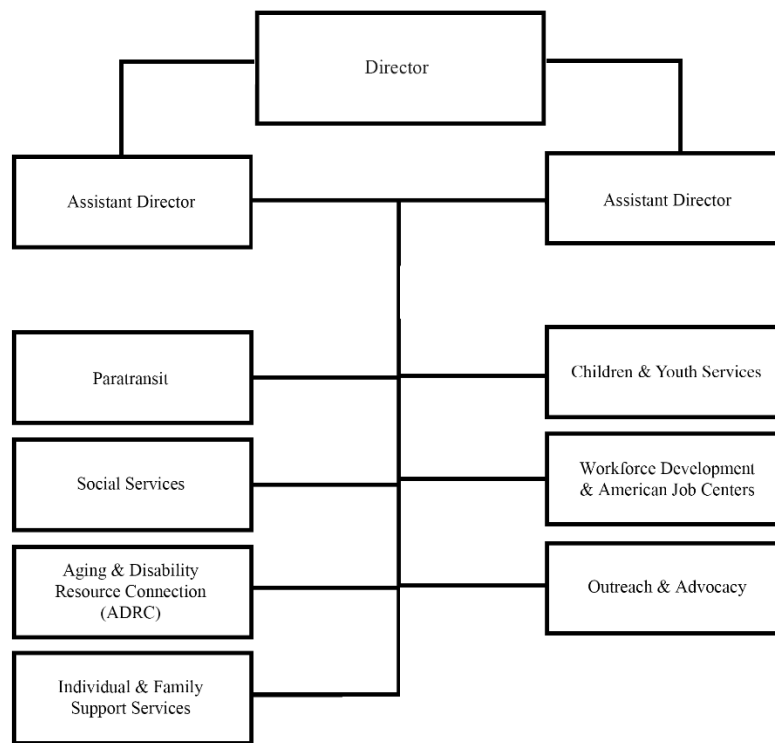 Director
Assistant Director
Assistant Director
Paratransit
Children & Youth Services
Social Services
Workforce Development
& American Job Centers
Aging & Disability
Resource Connection
(ADRC)
Outreach & Advocacy
Individual & Family
Support Services